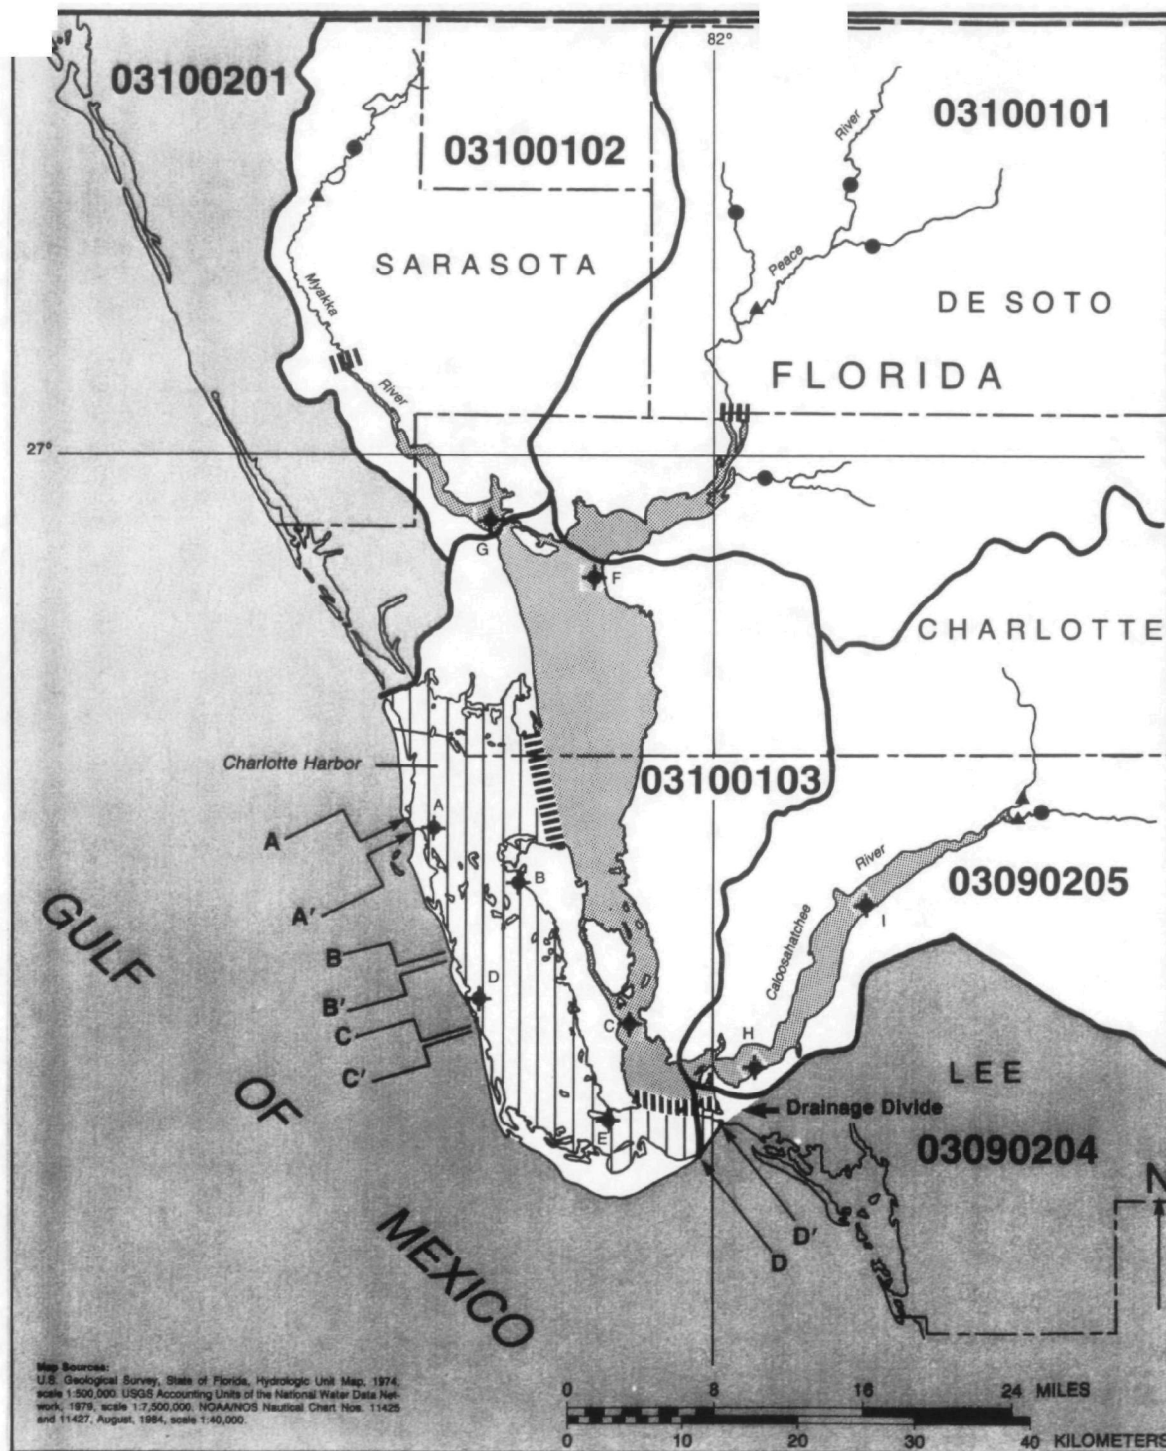 82°
03100201
03100102
03100101
River
SARASOTA
Peace
Myakka
DE SOTO
FLORIDA
River
27°
G
F
CHARLOTTE
Charlotte Harbor
03100103
A
A
River
B
03090205
A'
I
GULF
Caloosahatchee
B
D
B'
C
C
H
C'
LEE
OF
Drainage Divide
E
03090204
N
D'
D
MEXICO
Map Sources:
U.S. Geological Survey, State of Florida, Hydrologic Unit Map, 1974,
scale 1:500,000. USGS Accounting Units of the National Water Data Net-
work, 1979, scale 1:7,500,000. NOAA/NOS Nautical Chart Nos. 11425
and 11427, August, 1984, scale 1:40,000.
0 8 16 24 MILES
0 10 20 30 40 KILOMETERS